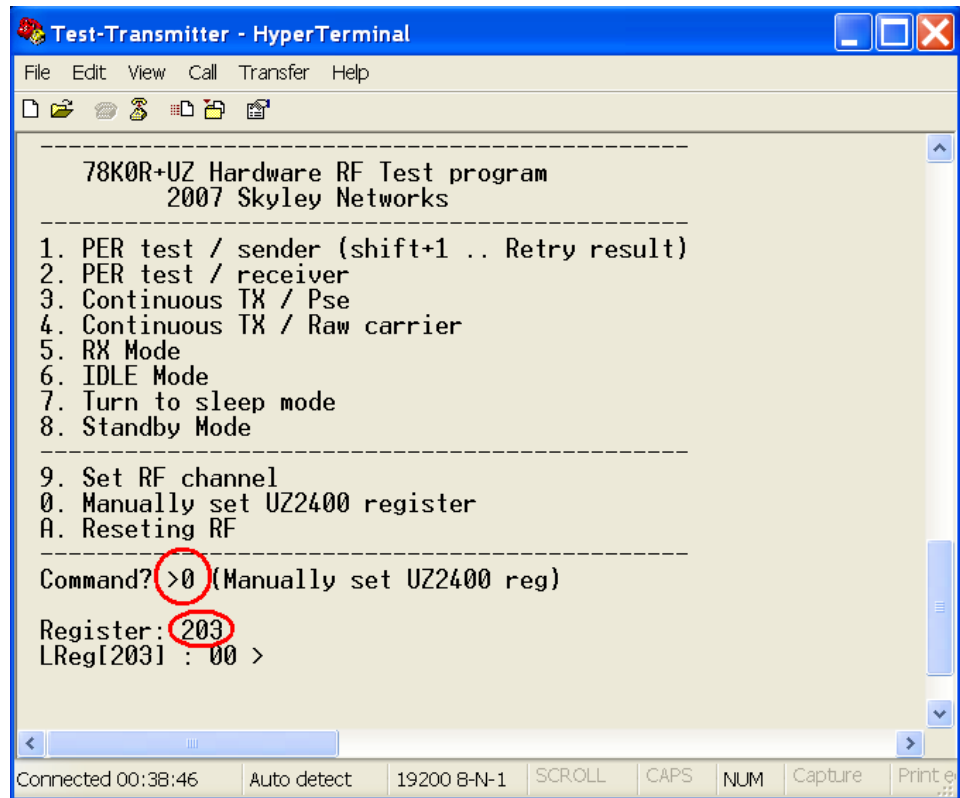 Test-Transmitter - HyperTerminal
File Edit View Call Transfer Help
------------------------------------------------
78K0R+UZ Hardware RF Test program
2007 Skyley Networks
------------------------------------------------
1. PER test / sender (shift+1 .. Retry result)
2. PER test / receiver
3. Continuous TX / Pse
4. Continuous TX / Raw carrier
5. RX Mode
6. IDLE Mode
7. Turn to sleep mode
8. Standby Mode
------------------------------------------------
9. Set RF channel
0. Manually set UZ2400 register
A. Reseting RF
------------------------------------------------
Command? >0 (Manually set UZ2400 reg)
Register: 203
LReg[203] : 00 >
Connected 00:38:46 Auto detect 19200 8-N-1 SCROLL CAPS NUM Capture Print e